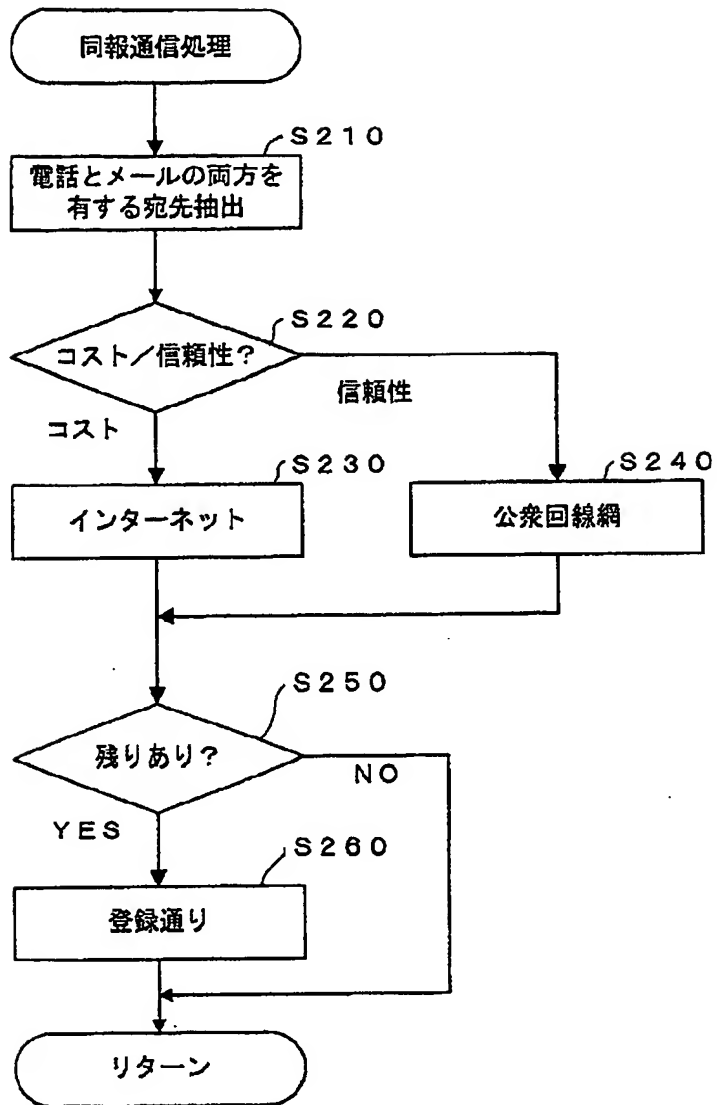 同報通信処理
S210
電話とメールの両方を
有する宛先抽出
S220
コスト/信頼性?
信頼性
コスト
S230
S240
インターネット
公衆回線網
S250
残りあり?
NO
YES
S260
登録通り
リターン